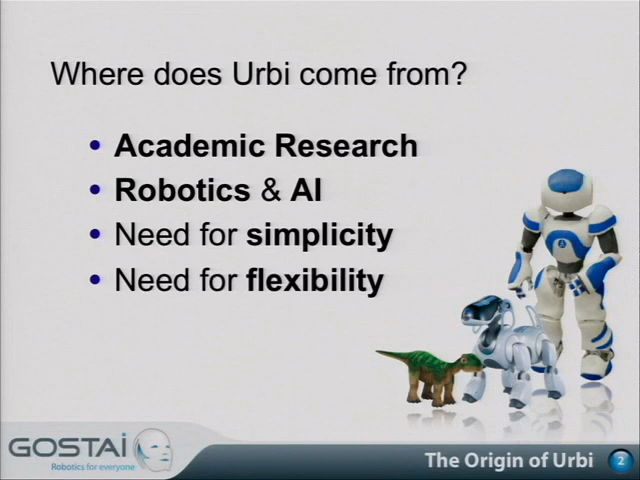 Where does Urbi come from?
• Academic Research
• Robotics & AI
• Need for simplicity
• Need for flexibility
GOSTAI
Robotics for everyone
The Origin of Urbi
2